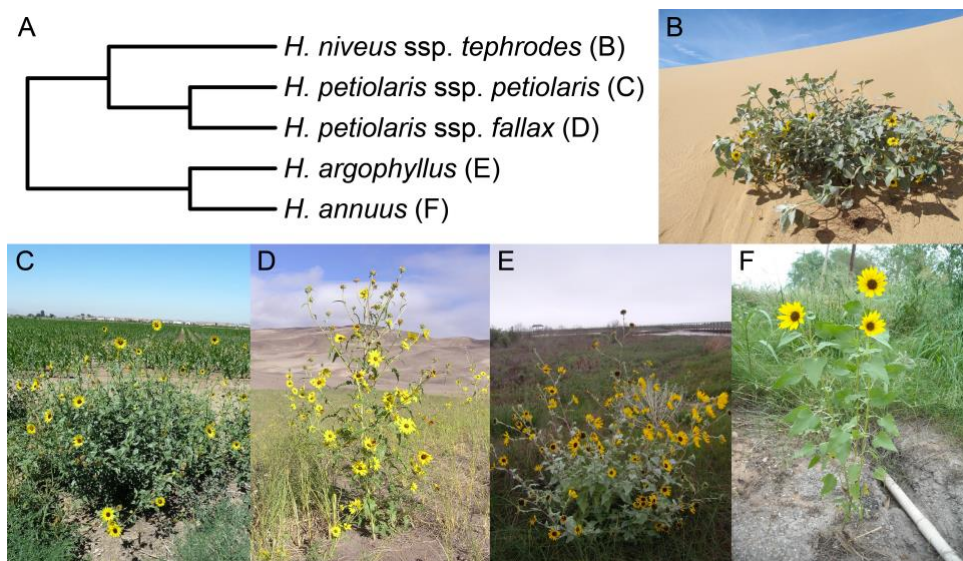 A
H. niveus ssp. tephrodes (B)
H. petiolaris ssp. petiolaris (C)
H. petiolaris ssp. fallax (D)
H. argophyllus (E)
H. annuus (F)
B
C
D
E
F